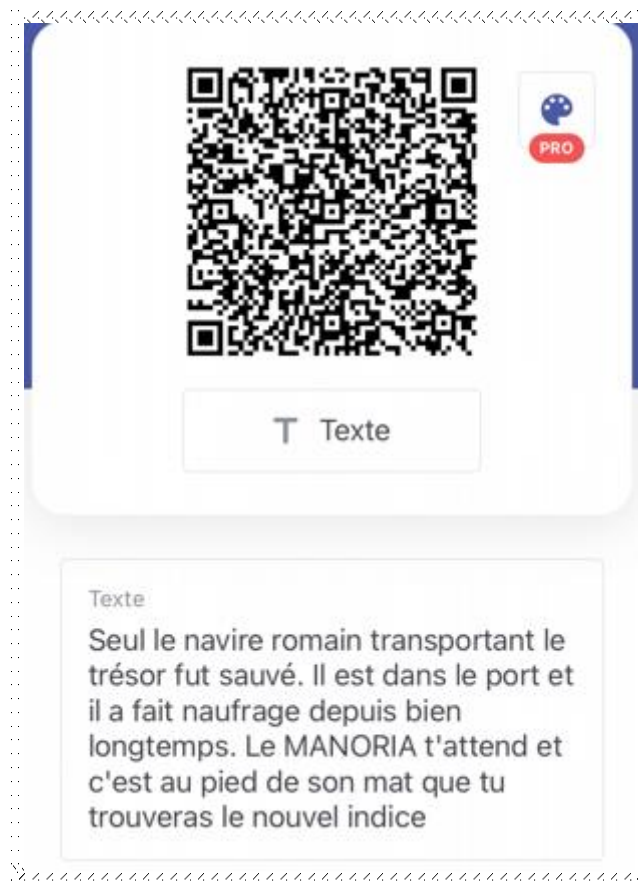 PRO
T Texte
Texte
Seul le navire romain transportant le
trésor fut sauvé. Il est dans le port et
il a fait naufrage depuis bien
longtemps. Le MANORIA t'attend et
c'est au pied de son mat que tu
trouveras le nouvel indice